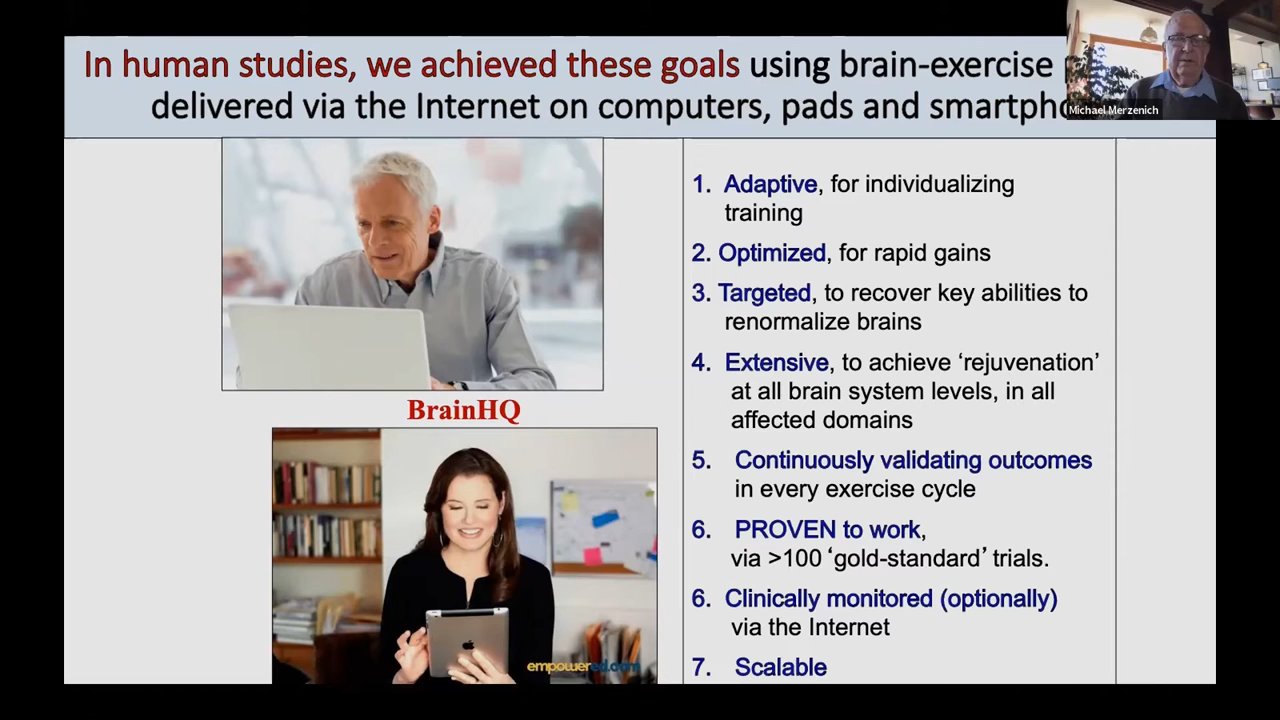 In human studies, we achieved these goals using brain-exercise
delivered via the Internet on computers, pads and
Michael Merzenich
1. Adaptive, for individualizing
training
2. Optimized, for rapid gains
3. Targeted, to recover key abilities to
renormalize brains
4. Extensive, to achieve ‘rejuvenation’
at all brain system levels, in all
affected domains
BrainHQ
5. Continuously validating outcomes
in every exercise cycle
6. PROVEN to work,
via >100 ‘gold-standard’ trials.
6. Clinically monitored (optionally)
via the Internet
7. Scalable
empowered.com